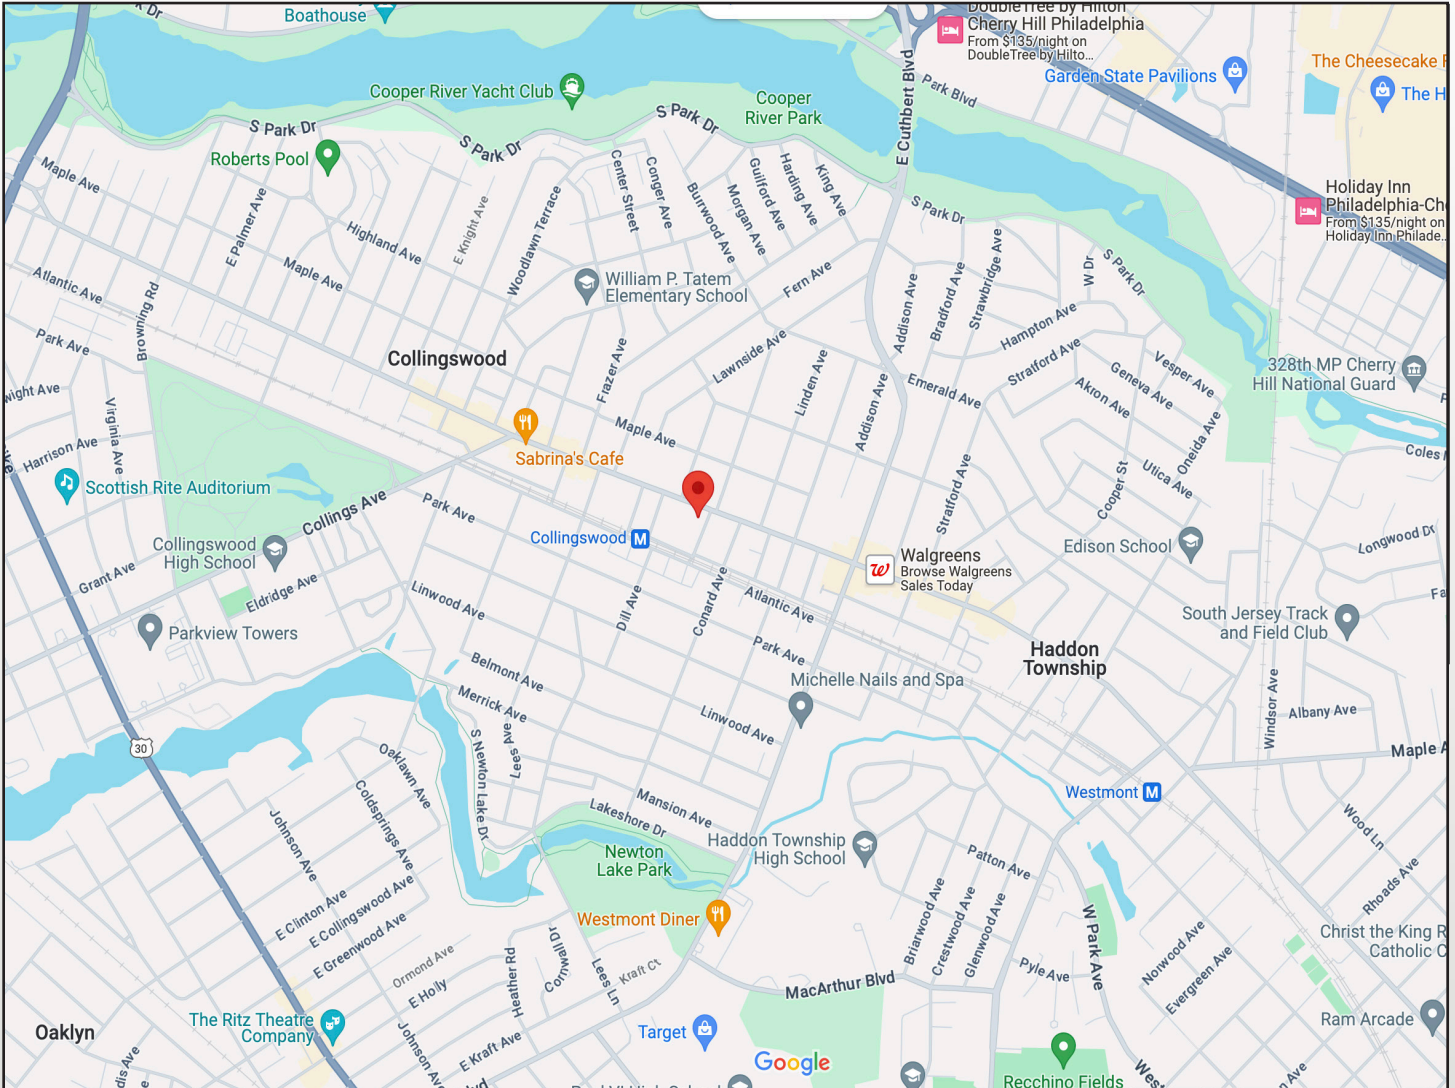 Boathouse
k Dr
DoubleTree by Hilton
Cherry Hill Philadelphia
From $135/night on
DoubleTree by Hilto...
Garden State Pavilions
The Cheesecake F
The H
Cooper River Yacht Club
Cooper
River Park
Park Blvd
E Cuthbert Blvd
S Park Dr
S Park Dr
S Park Dr
Roberts Pool
Maple Ave
E Palmer Ave
Highland Ave
E Knight Ave
Woodlawn Terrace
Center Street
Conger Ave
Burrwood Ave
Morgan Ave
Guilford Ave
Harding Ave
King Ave
S Park Dr
Holiday Inn
Philadelphia-Che
From $135/night on
Holiday Inn Philade...
Atlantic Ave
Maple Ave
Browning Rd
William P. Tatem
Elementary School
Fern Ave
Addison Ave
Bradford Ave
Strawbridge Ave
W Dr
S Park Dr
Hampton Ave
Park Ave
Collingswood
Frazer Ave
Lawnside Ave
Linden Ave
Addison Ave
Emerald Ave
Stratford Ave
Akron Ave
Geneva Ave
Vesper Ave
328th MP Cherry
Hill National Guard
wight Ave
Virginia Ave
Harrison Ave
Maple Ave
Sabrina's Cafe
Stratford Ave
Cooper St
Utica Ave
Oneida Ave
Coles
Scottish Rite Auditorium
Collings Ave
Park Ave
Collingswood M
Walgreens
Browse Walgreens
Sales Today
Edison School
Longwood Dr
Fa
Collingswood
High School
Grant Ave
Eldridge Ave
Linwood Ave
Dill Ave
Conard Ave
Atlantic Ave
Park Ave
South Jersey Track
and Field Club
Parkview Towers
Haddon
Township
Belmont Ave
Merrick Ave
Michelle Nails and Spa
Linwood Ave
Windsor Ave
Albany Ave
Maple A
30
Oaklawn Ave
S Newton Lake Dr
Lees Ave
Coldsprings Ave
Johnson Ave
Mansion Ave
Lakeshore Dr
Westmont M
Wood Ln
Newton
Lake Park
Haddon Township
High School
Patton Ave
Rhoads Ave
E Clinton Ave
E Collingswood Ave
E Greenwood Ave
Westmont Diner
Briarwood Ave
Crestwood Ave
Glenwood Ave
W Park Ave
Norwood Ave
Evergreen Ave
Christ the King R
Catholic C
Ormond Ave
E Holly
Heather Rd
Cornwall Dr
Lees Ln
Kraft Ct
MacArthur Blvd
Pyle Ave
Oaklyn
The Ritz Theatre
Company
Johnson Ave
E Kraft Ave
Target
Google
Ram Arcade
Recchino Fields
West